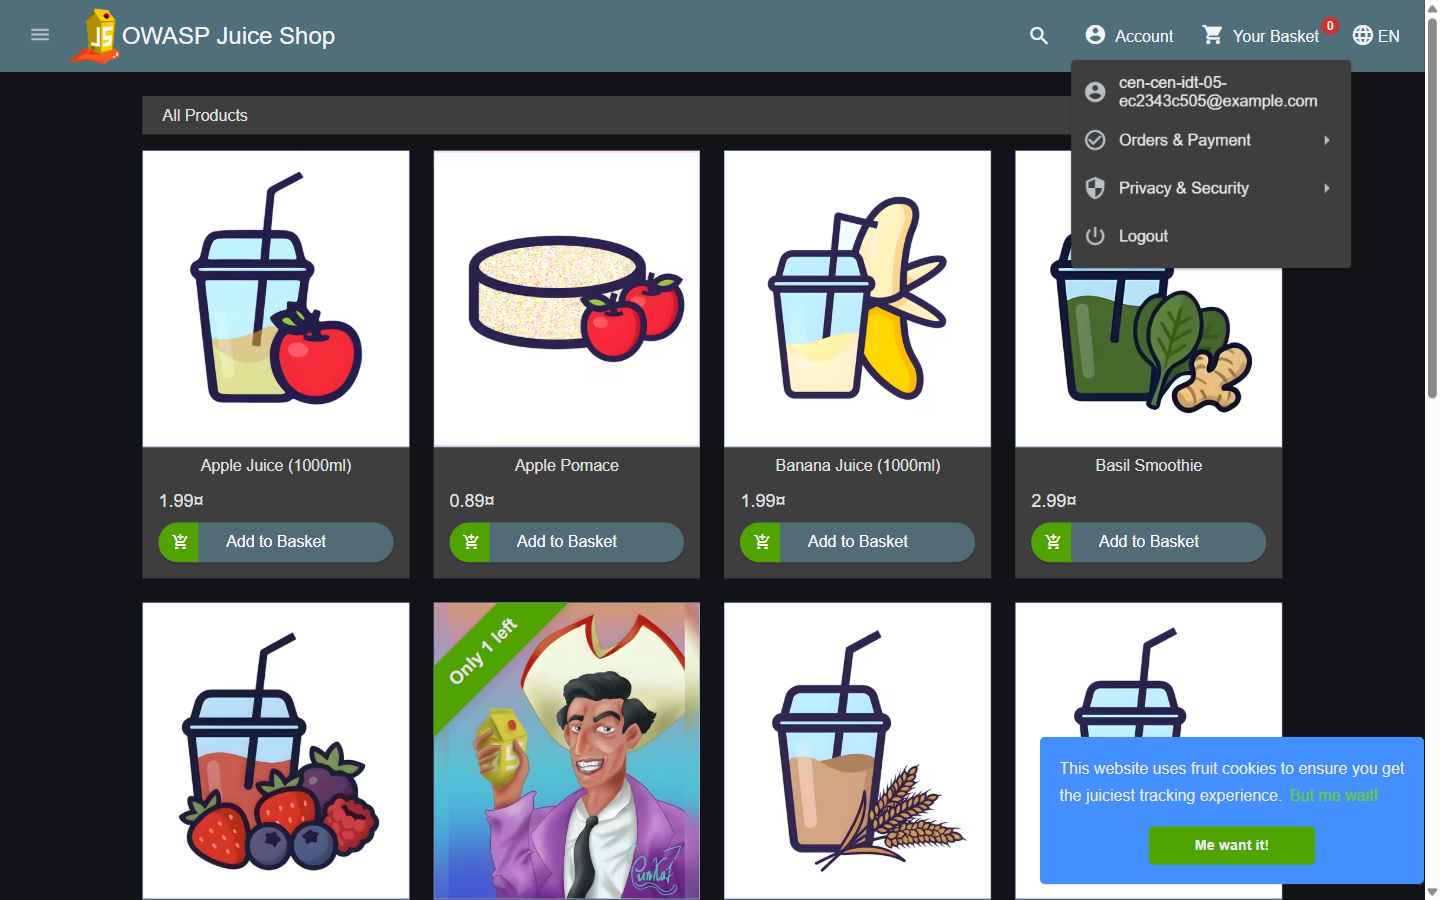 OWASP Juice Shop
Account
Your Basket
0
EN
cen-cen-idt-05-
ec2343c505@example.com
Orders & Payment
Privacy & Security
Logout
All Products
Apple Juice (1000ml)
1.99¤
Add to Basket
Apple Pomace
0.89¤
Add to Basket
Banana Juice (1000ml)
1.99¤
Add to Basket
Basil Smoothie
2.99¤
Add to Basket
Only 1 left
JS
This website uses fruit cookies to ensure you get
the juiciest tracking experience. But me wait!
Me want it!